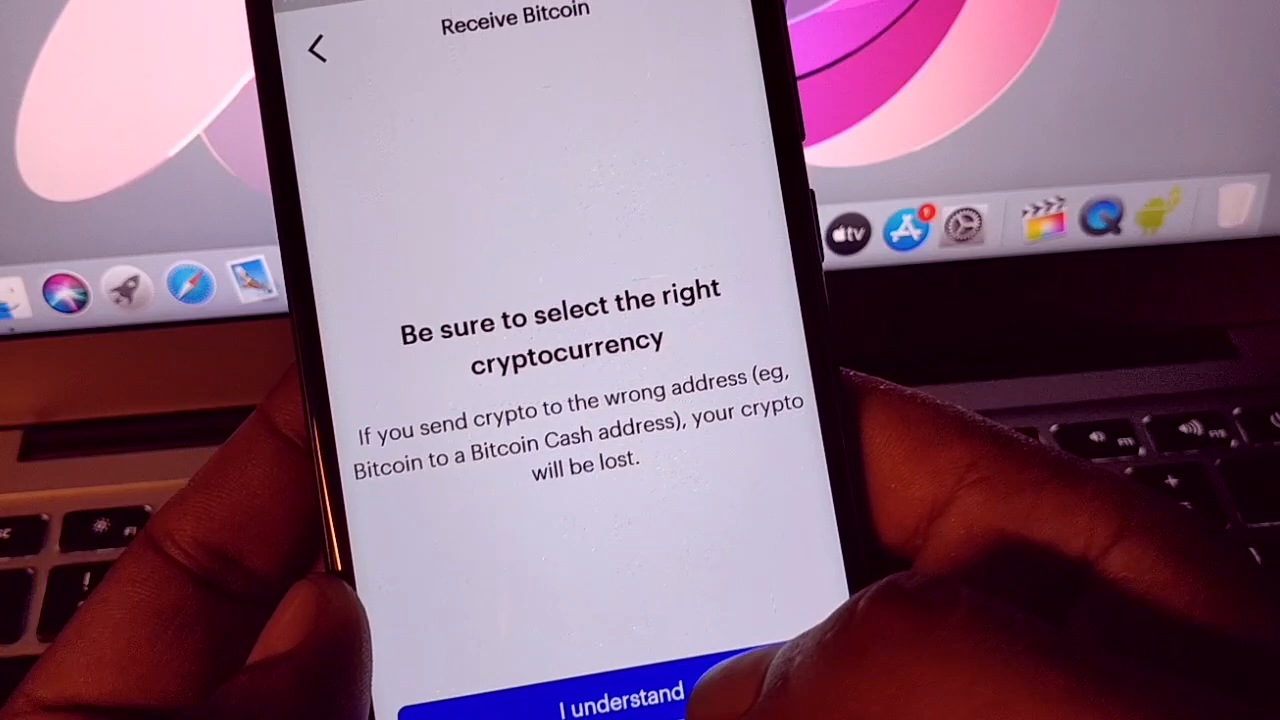 Receive Bitcoin
Be sure to select the right
cryptocurrency
If you send crypto to the wrong address (eg,
Bitcoin to a Bitcoin Cash address), your crypto
will be lost.
I understand
tv